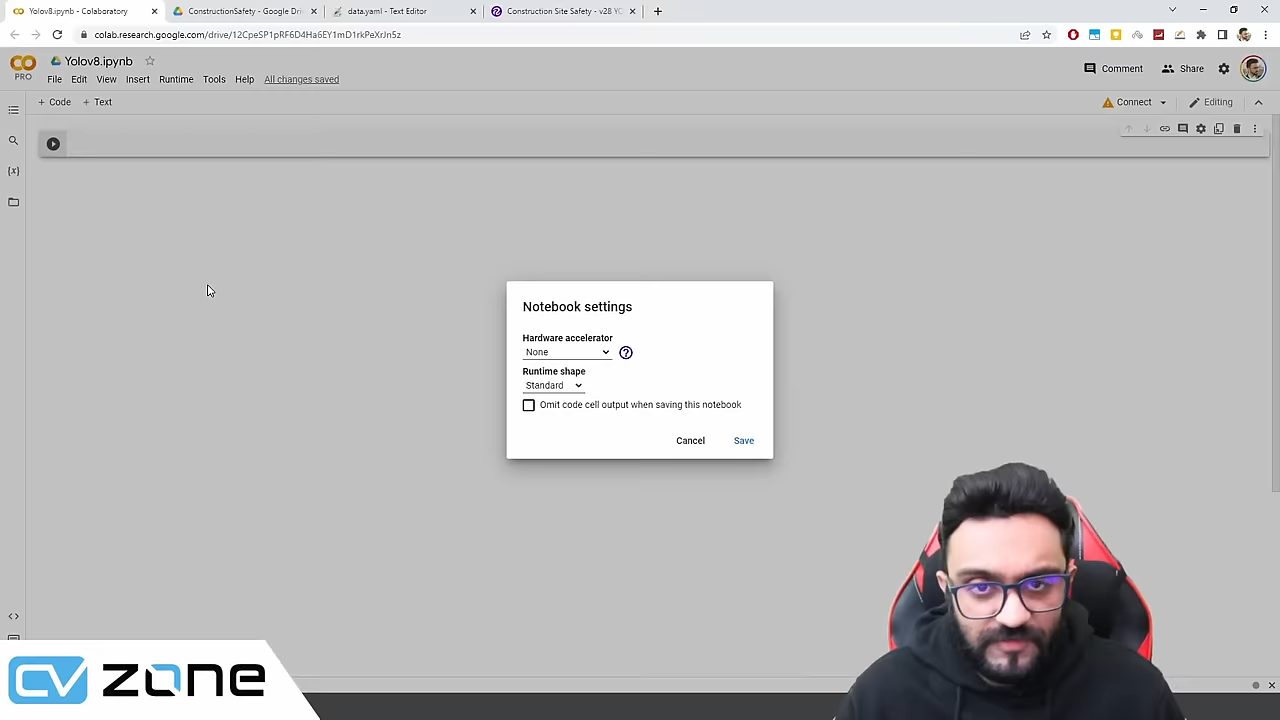 Yolov8.ipynb - Colaboratory
ConstructionSafety - Google Dri
data.yaml - Text Editor
Construction Site Safety - v28 YO
colab.research.google.com/drive/12CpeSP1pRF6D4Ha6EY1mD1rkPeXrJn5z
PRO
Yolov8.ipynb
File Edit View Insert Runtime Tools Help All changes saved
Comment
Share
+ Code + Text
Connect
Editing
{x}
Notebook settings
Hardware accelerator
None
Runtime shape
Standard
Omit code cell output when saving this notebook
Cancel Save
CV ZONE